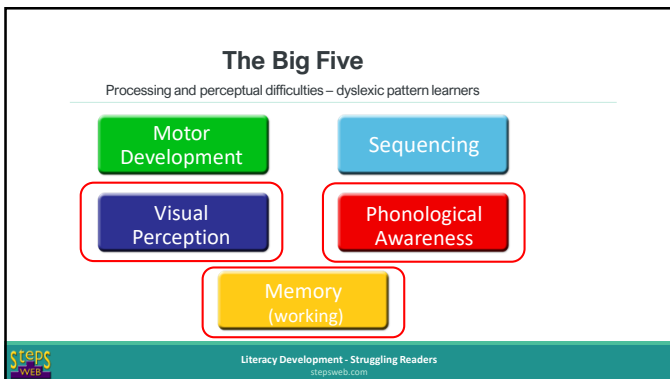 The Big Five
Processing and perceptual difficulties – dyslexic pattern learners
Motor
Development
Sequencing
Visual
Perception
Phonological
Awareness
Memory
(working)
steps
WEB
Literacy Development - Struggling Readers
stepsweb.com